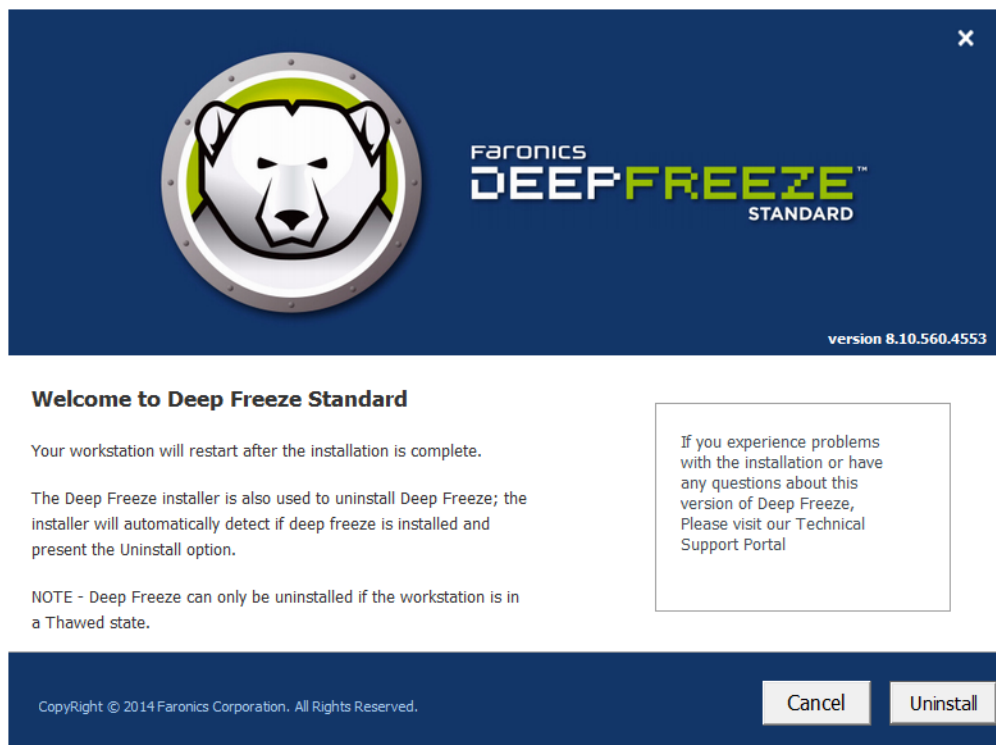 Faronics
DEEPFREEZE™
STANDARD
version 8.10.560.4553
Welcome to Deep Freeze Standard
Your workstation will restart after the installation is complete.
The Deep Freeze installer is also used to uninstall Deep Freeze; the
installer will automatically detect if deep freeze is installed and
present the Uninstall option.
NOTE - Deep Freeze can only be uninstalled if the workstation is in
a Thawed state.
If you experience problems
with the installation or have
any questions about this
version of Deep Freeze,
Please visit our Technical
Support Portal
CopyRight © 2014 Faronics Corporation. All Rights Reserved.
Cancel
Uninstall